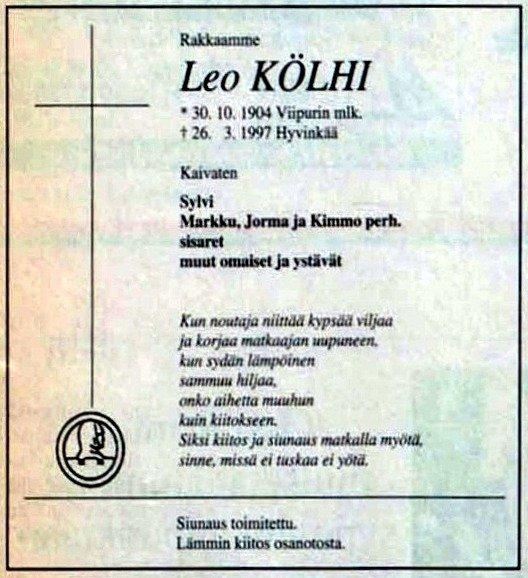 Rakkaamme
Leo KÖLHI
* 30. 10. 1904 Viipurin mlk.
† 26. 3. 1997 Hyvinkää
Kaivaten
Sylvi
Markku, Jorma ja Kimmo perh.
sisaret
muut omaiset ja ystävät
Kun noutaja niittää kypsää viljaa
ja korjaa matkaajan uupuneen,
kun sydän lämpöinen
sammuu hiljaa,
onko aihetta muuhun
kuin kiitokseen.
Siksi kiitos ja siunaus matkalla myötä,
sinne, missä ei tuskaa ei yötä.
Siunaus toimitettu.
Lämmin kiitos osanotosta.